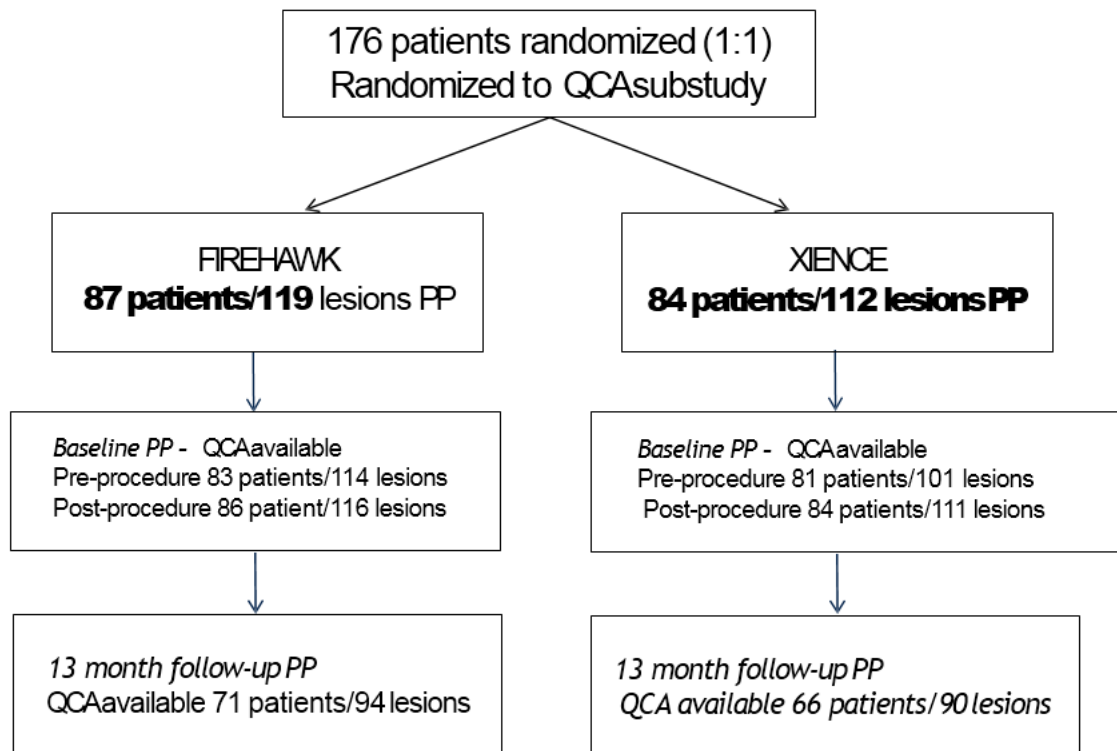 176 patients randomized (1:1)
Randomized to QCAsubstudy
FIREHAWK
87 patients/119 lesions PP
XIENCE
84 patients/112 lesions PP
Baseline PP - QCAavailable
Pre-procedure 83 patients/114 lesions
Post-procedure 86 patient/116 lesions
Baseline PP - QCAavailable
Pre-procedure 81 patients/101 lesions
Post-procedure 84 patients/111 lesions
13 month follow-up PP
QCAavailable 71 patients/94 lesions
13 month follow-up PP
QCA available 66 patients/90 lesions